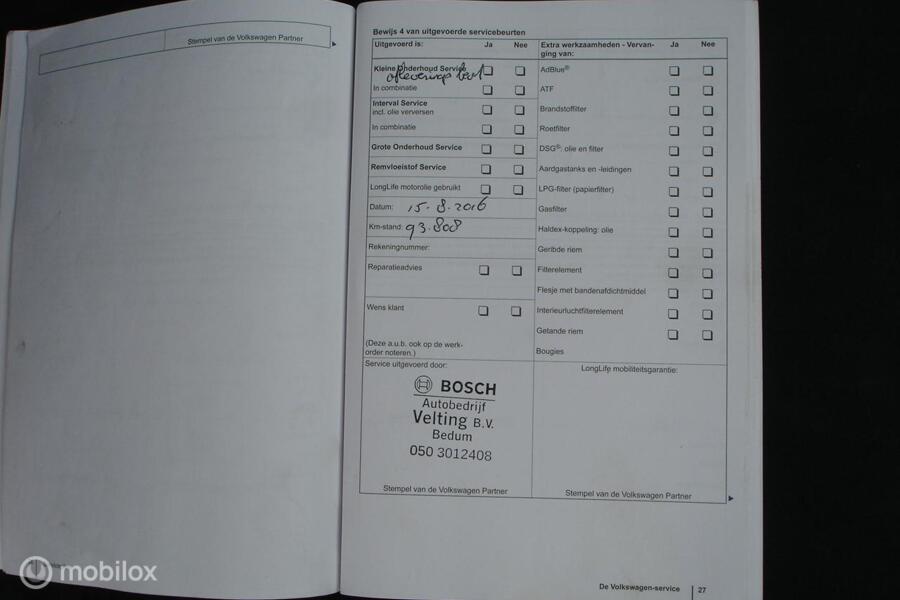 Stempel van de Volkswagen Partner
Bewijs 4 van uitgevoerde servicebeurten
Uitgevoerd is: Ja Nee
Kleine Onderhoud Service
afleverings beurt
In combinatie
Interval Service
incl. olie verversen
In combinatie
Grote Onderhoud Service
Remvloeistof Service
LongLife motorolie gebruikt
Datum: 15.8.2016
Km-stand: 93.808
Rekeningnummer:
Reparatieadvies
Wens klant
(Deze a.u.b. ook op de werk-
order noteren.)
Service uitgevoerd door:
BOSCH
Autobedrijf
Velting B.V.
Bedum
050 3012408
Stempel van de Volkswagen Partner
Extra werkzaamheden - Vervan-
ging van: Ja Nee
AdBlue®
ATF
Brandstoffilter
Roetfilter
DSG®: olie en filter
Aardgastanks en -leidingen
LPG-filter (papierfilter)
Gasfilter
Haldex-koppeling: olie
Geribde riem
Filterelement
Flesje met bandenafdichtmiddel
Interieurluchtfilterelement
Getande riem
Bougies
LongLife mobiliteitsgarantie:
Stempel van de Volkswagen Partner
De Volkswagen-service 27
mobilox